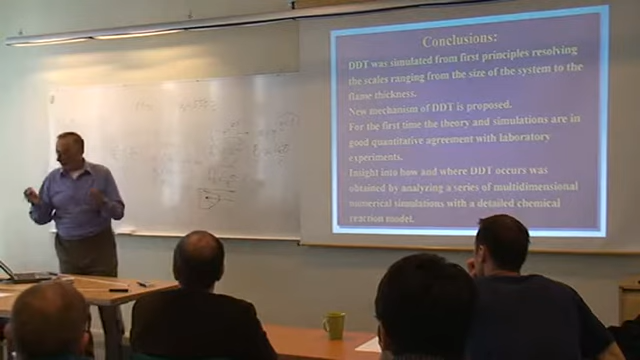 Conclusions:
DDT was simulated from first principles resolving
the scales ranging from the size of the system to the
flame thickness.
New mechanism of DDT is proposed.
For the first time the theory and simulations are in
good quantitative agreement with laboratory
experiments.
Insight into how and where DDT occurs was
obtained by analyzing a series of multidimensional
numerical simulations with a detailed chemical
reaction model.